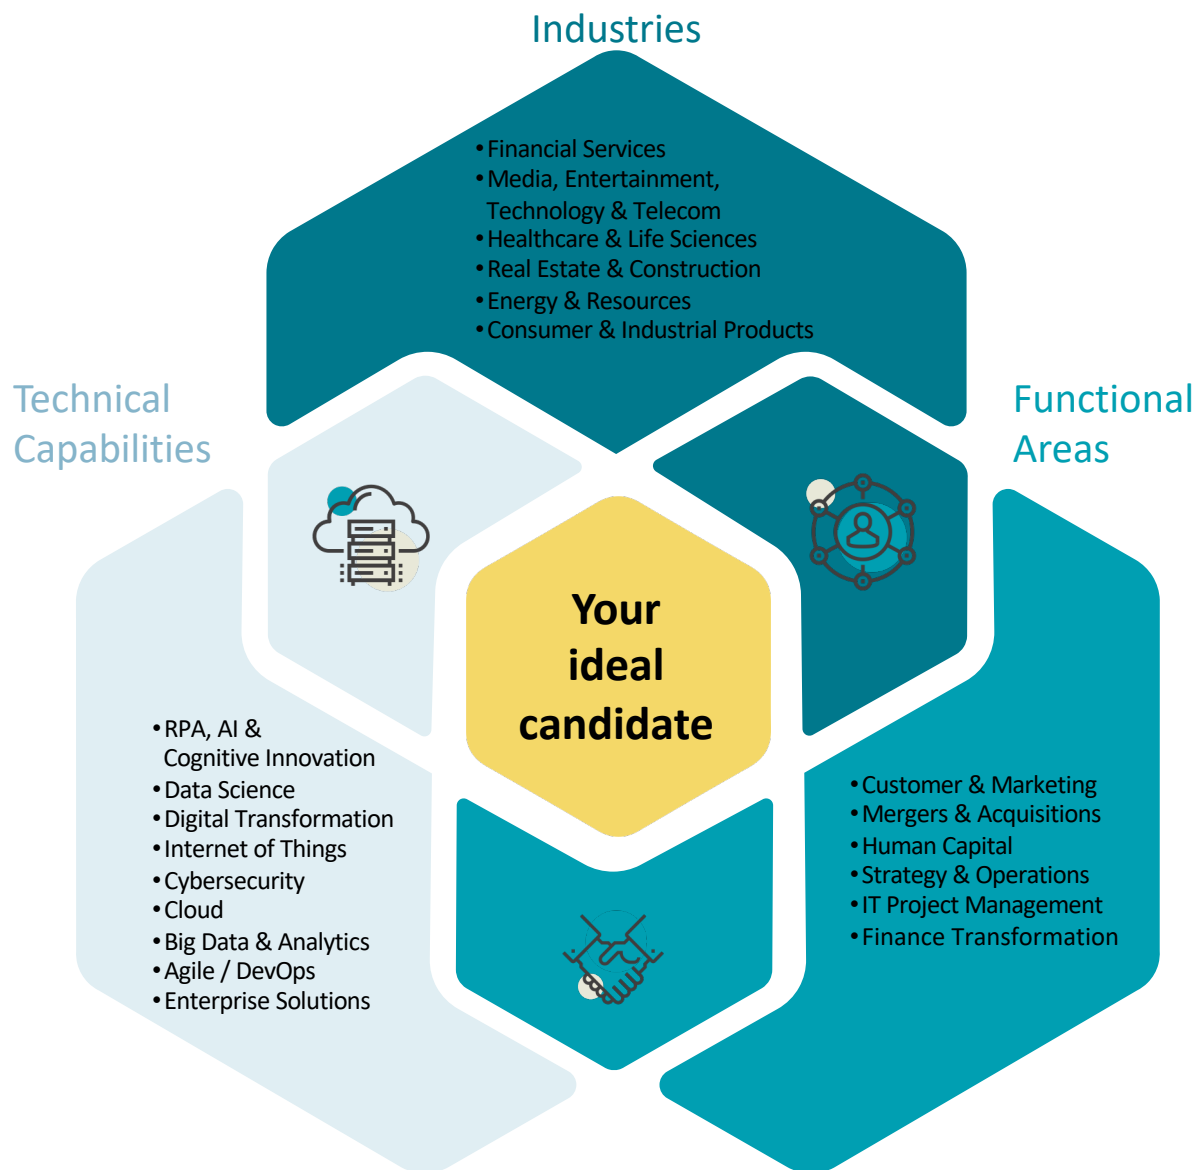 Industries
• Financial Services
• Media, Entertainment,
Technology & Telecom
• Healthcare & Life Sciences
• Real Estate & Construction
• Energy & Resources
• Consumer & Industrial Products
Technical
Capabilities
Functional
Areas
Your
ideal
candidate
• RPA, AI &
Cognitive Innovation
• Data Science
• Digital Transformation
• Internet of Things
• Cybersecurity
• Cloud
• Big Data & Analytics
• Agile / DevOps
• Enterprise Solutions
• Customer & Marketing
• Mergers & Acquisitions
• Human Capital
• Strategy & Operations
• IT Project Management
• Finance Transformation